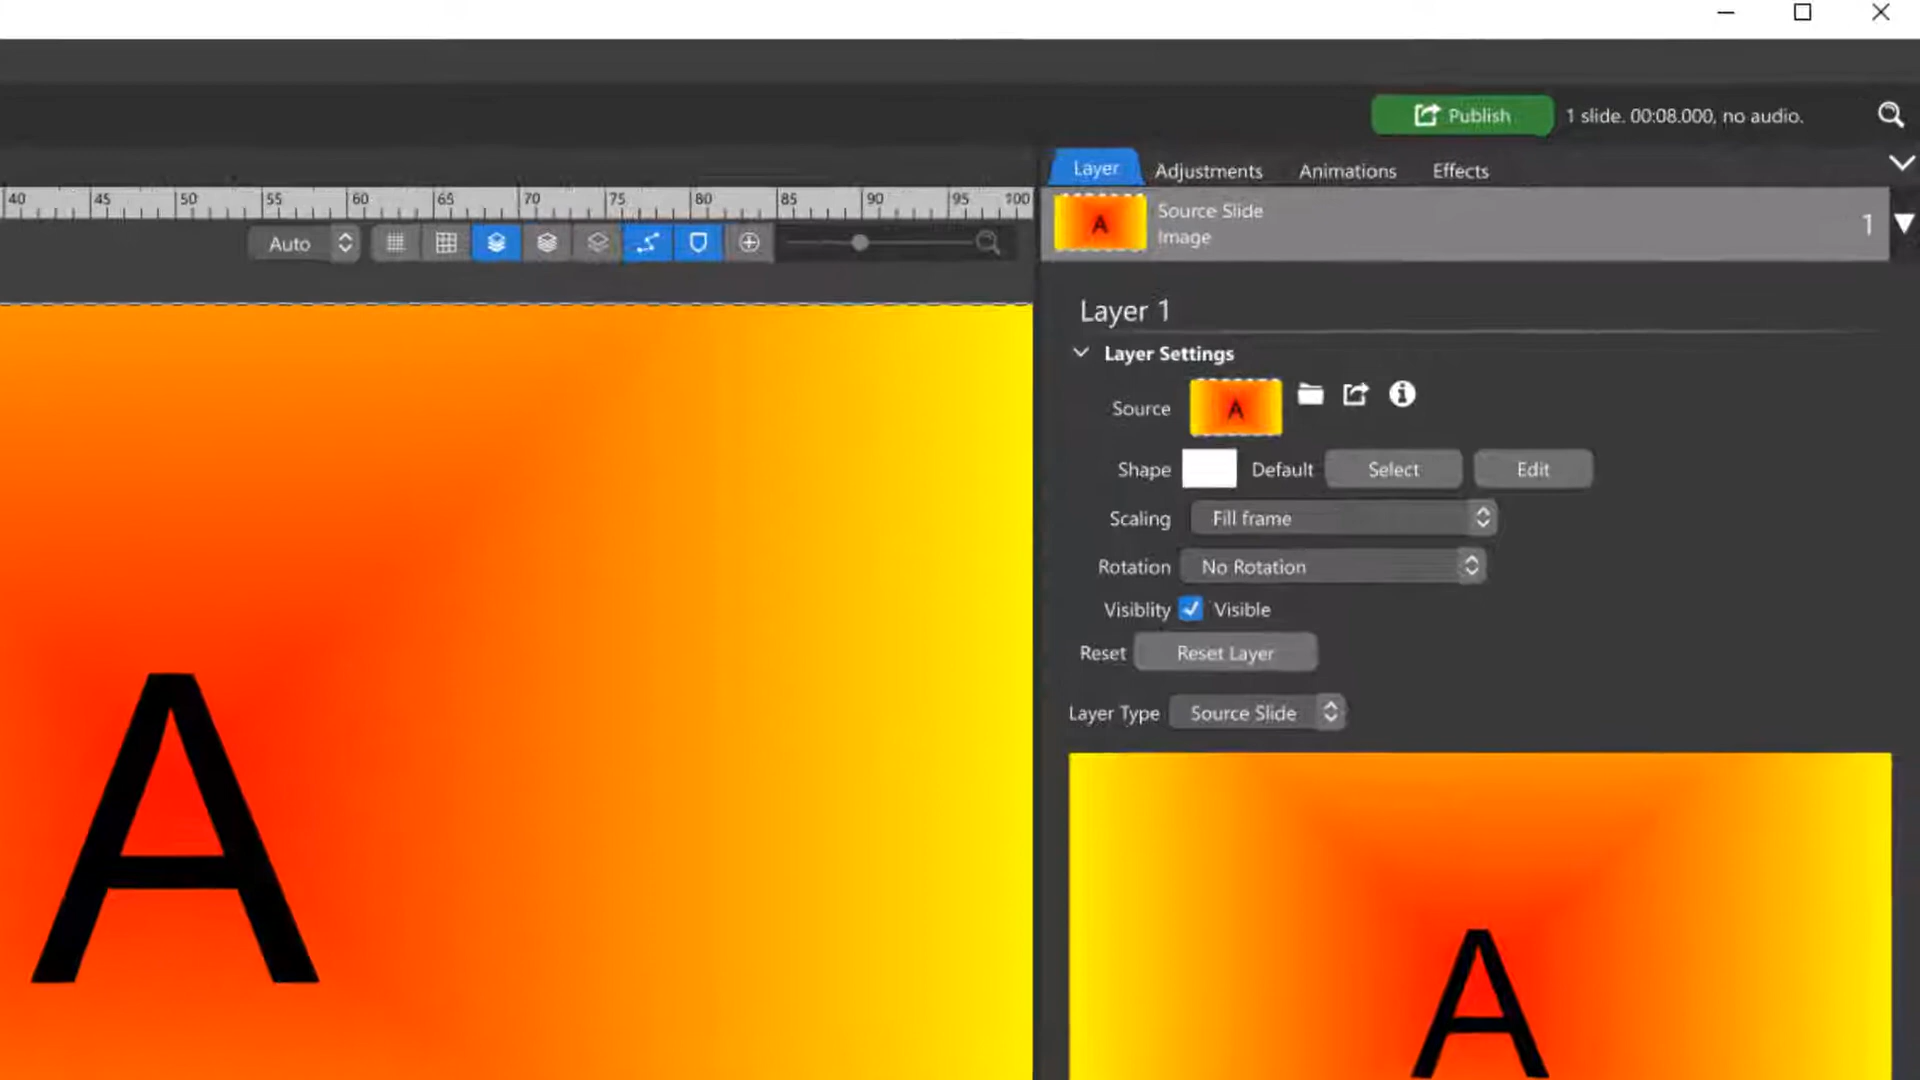 Publish 1 slide. 00:08.000, no audio.
Layer Adjustments Animations Effects
40 45 50 55 60 65 70 75 80 85 90 95 100
Source Slide
Image
1
Auto
Layer 1
Layer Settings
Source A
Shape Default Select Edit
Scaling Fill frame
Rotation No Rotation
Visiblity Visible
Reset Reset Layer
Layer Type Source Slide
A
A
A